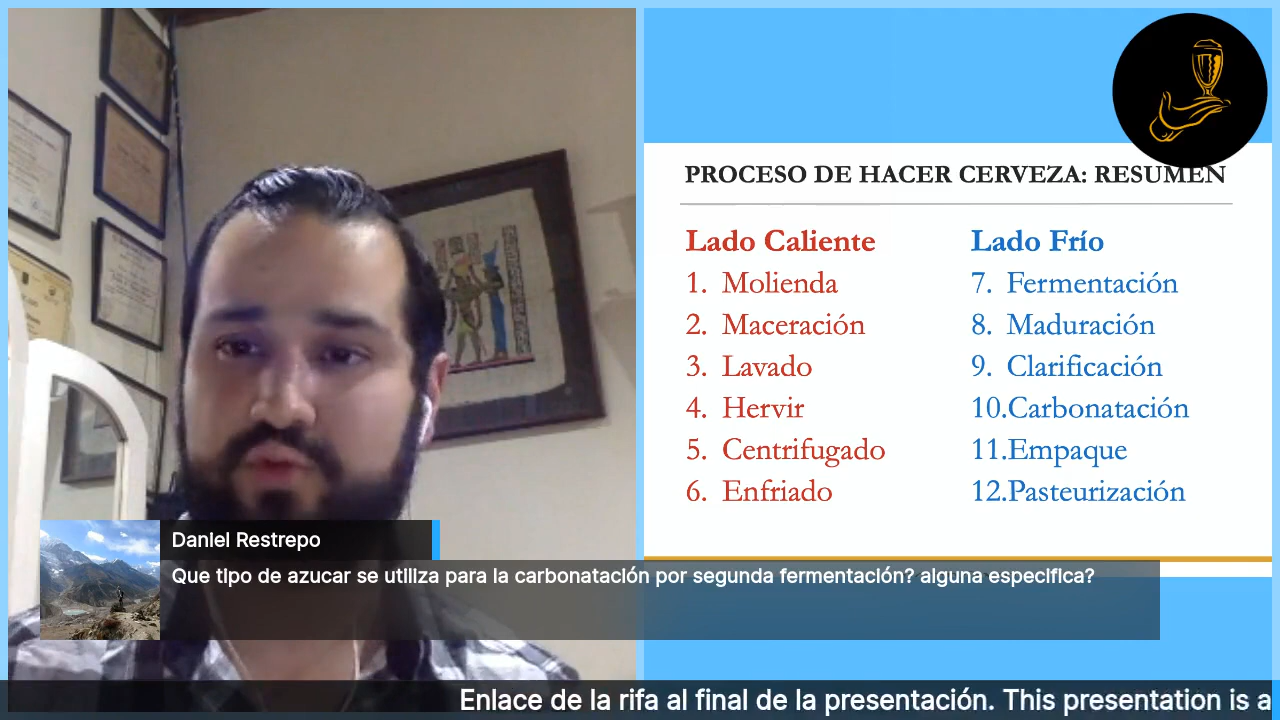 PROCESO DE HACER CERVEZA: RESUMEN
Lado Caliente
1. Molienda
2. Maceración
3. Lavado
4. Hervir
5. Centrifugado
6. Enfriado
Lado Frío
7. Fermentación
8. Maduración
9. Clarificación
10.Carbonatación
11.Empaque
12.Pasteurización
Daniel Restrepo
Que tipo de azucar se utiliza para la carbonatación por segunda fermentación? alguna especifica?
Enlace de la rifa al final de la presentación. This presentation is a